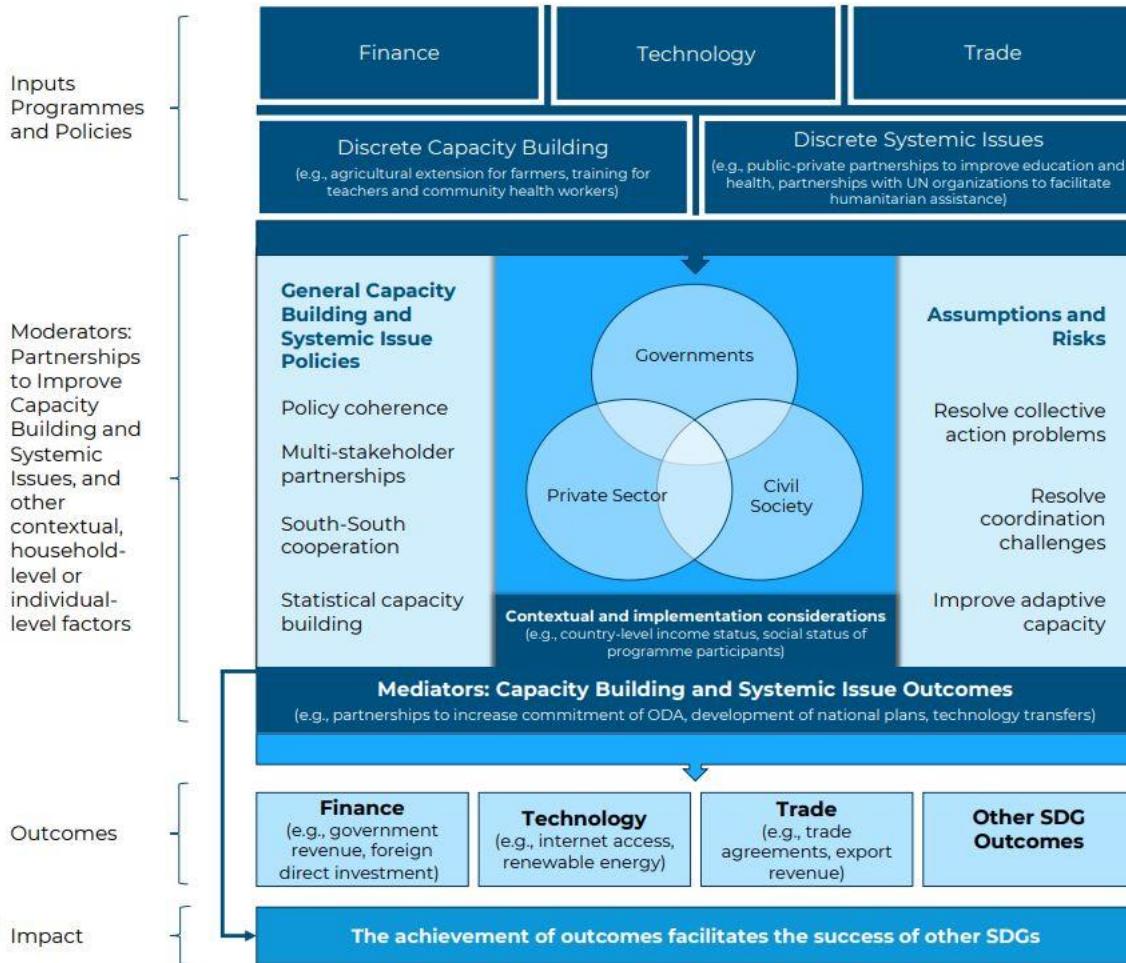 Inputs
Programmes
and Policies
Finance
Technology
Trade
Discrete Capacity Building
(e.g., agricultural extension for farmers, training for
teachers and community health workers)
Discrete Systemic Issues
(e.g., public-private partnerships to improve education and
health, partnerships with UN organizations to facilitate
humanitarian assistance)
Moderators:
Partnerships
to Improve
Capacity
Building and
Systemic
Issues, and
other
contextual,
household-
level or
individual-
level factors
General Capacity
Building and
Systemic Issue
Policies
Policy coherence
Multi-stakeholder
partnerships
South-South
cooperation
Statistical capacity
building
Governments
Private Sector
Civil
Society
Contextual and implementation considerations
(e.g., country-level income status, social status of
programme participants)
Assumptions and
Risks
Resolve collective
action problems
Resolve
coordination
challenges
Improve adaptive
capacity
Mediators: Capacity Building and Systemic Issue Outcomes
(e.g., partnerships to increase commitment of ODA, development of national plans, technology transfers)
Outcomes
Finance
(e.g., government
revenue, foreign
direct investment)
Technology
(e.g., internet access,
renewable energy)
Trade
(e.g., trade
agreements, export
revenue)
Other SDG
Outcomes
Impact
The achievement of outcomes facilitates the success of other SDGs